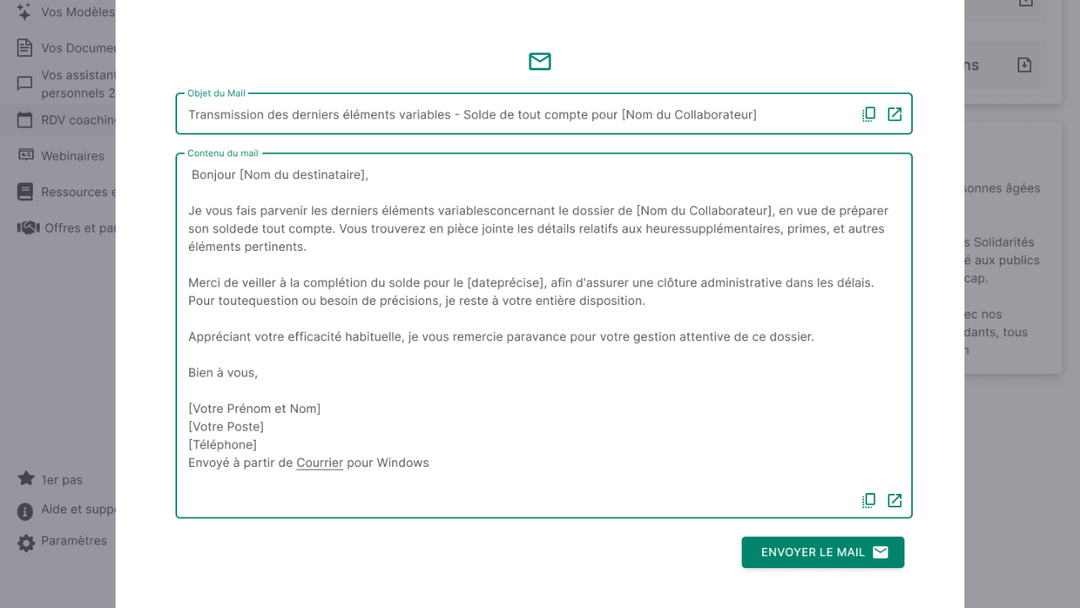 Vos Modèles
Vos Documen
Vos assistant
personnels 2
RDV coachin
Webinaires
Ressources e
Offres et par
1er pas
Aide et suppo
Paramètres
Objet du Mail
Transmission des derniers éléments variables - Solde de tout compte pour [Nom du Collaborateur]
Contenu du mail
Bonjour [Nom du destinataire],
Je vous fais parvenir les derniers éléments variablesconcernant le dossier de [Nom du Collaborateur], en vue de préparer
son soldede tout compte. Vous trouverez en pièce jointe les détails relatifs aux heuressupplémentaires, primes, et autres
éléments pertinents.
Merci de veiller à la complétion du solde pour le [dateprécise], afin d'assurer une clôture administrative dans les délais.
Pour toutequestion ou besoin de précisions, je reste à votre entière disposition.
Appréciant votre efficacité habituelle, je vous remercie paravance pour votre gestion attentive de ce dossier.
Bien à vous,
[Votre Prénom et Nom]
[Votre Poste]
[Téléphone]
Envoyé à partir de Courrier pour Windows
ENVOYER LE MAIL
ns
sonnes âgées
s Solidarités
é aux publics
cap.
ec nos
dants, tous
n